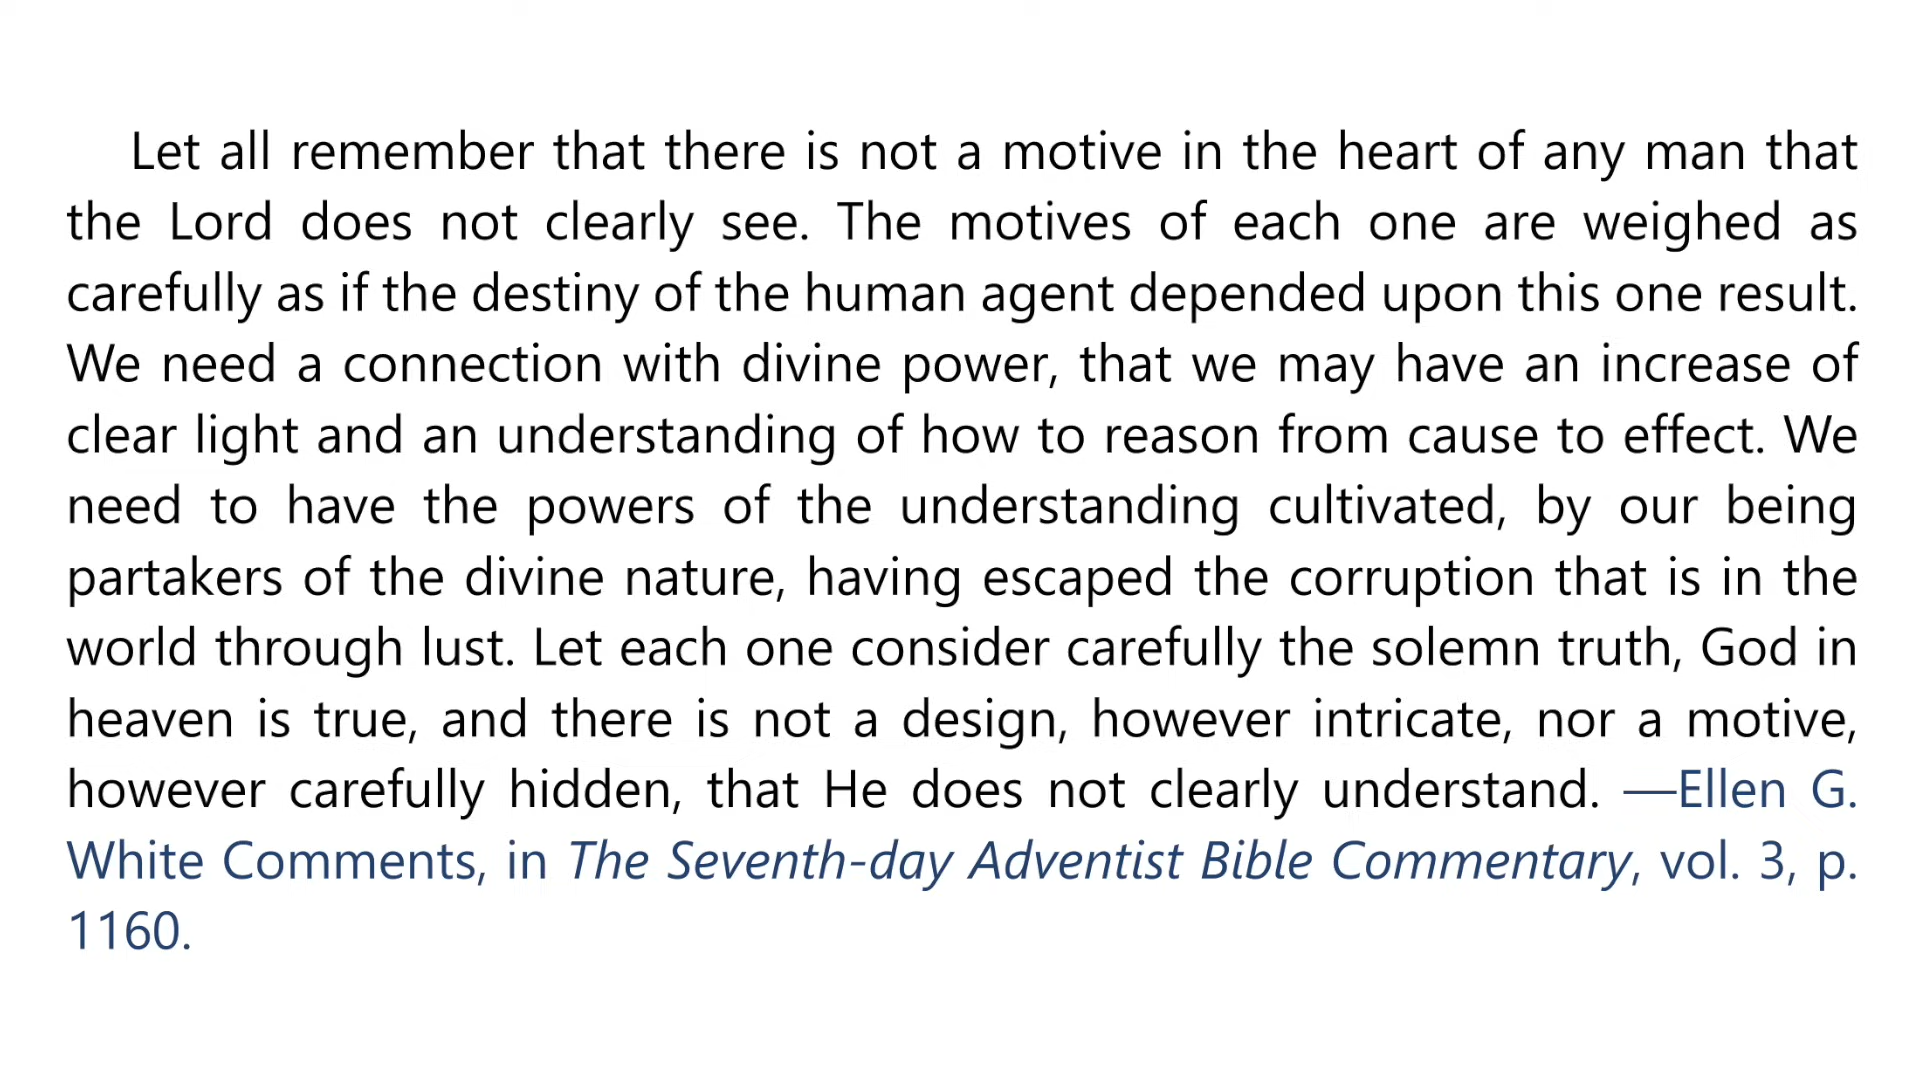 Let all remember that there is not a motive in the heart of any man that
the Lord does not clearly see. The motives of each one are weighed as
carefully as if the destiny of the human agent depended upon this one result.
We need a connection with divine power, that we may have an increase of
clear light and an understanding of how to reason from cause to effect. We
need to have the powers of the understanding cultivated, by our being
partakers of the divine nature, having escaped the corruption that is in the
world through lust. Let each one consider carefully the solemn truth, God in
heaven is true, and there is not a design, however intricate, nor a motive,
however carefully hidden, that He does not clearly understand. —Ellen G.
White Comments, in The Seventh-day Adventist Bible Commentary, vol. 3, p.
1160.